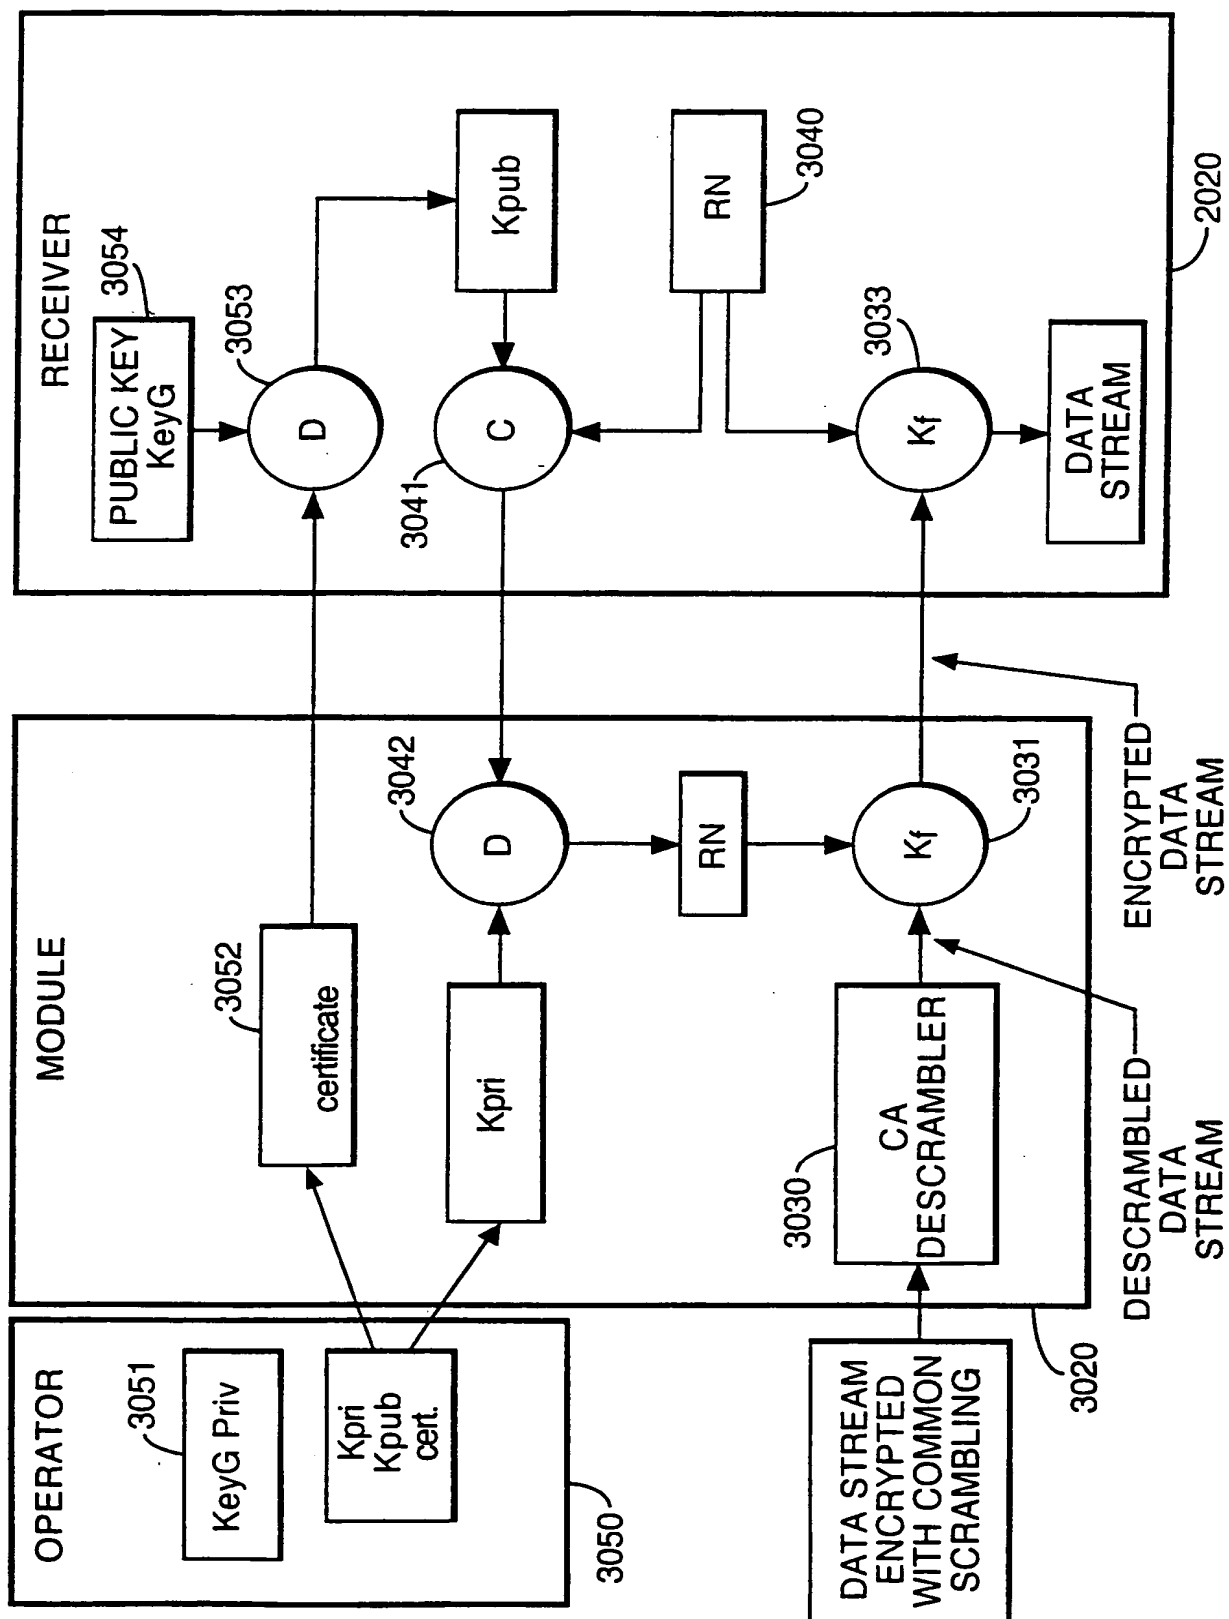 OPERATOR
3051
KeyG Priv
Kpri
Kpub
cert.
3050
DATA STREAM
ENCRYPTED
WITH COMMON
SCRAMBLING
MODULE
3052
certificate
Kpri
3042
D
RN
3030
CA
DESCRAMBLER
Kf
3031
3020
DESCRAMBLED
DATA
STREAM
ENCRYPTED
DATA
STREAM
RECEIVER
3054
PUBLIC KEY
KeyG
3053
D
Kpub
3041
C
RN
3040
3033
Kf
DATA
STREAM
2020